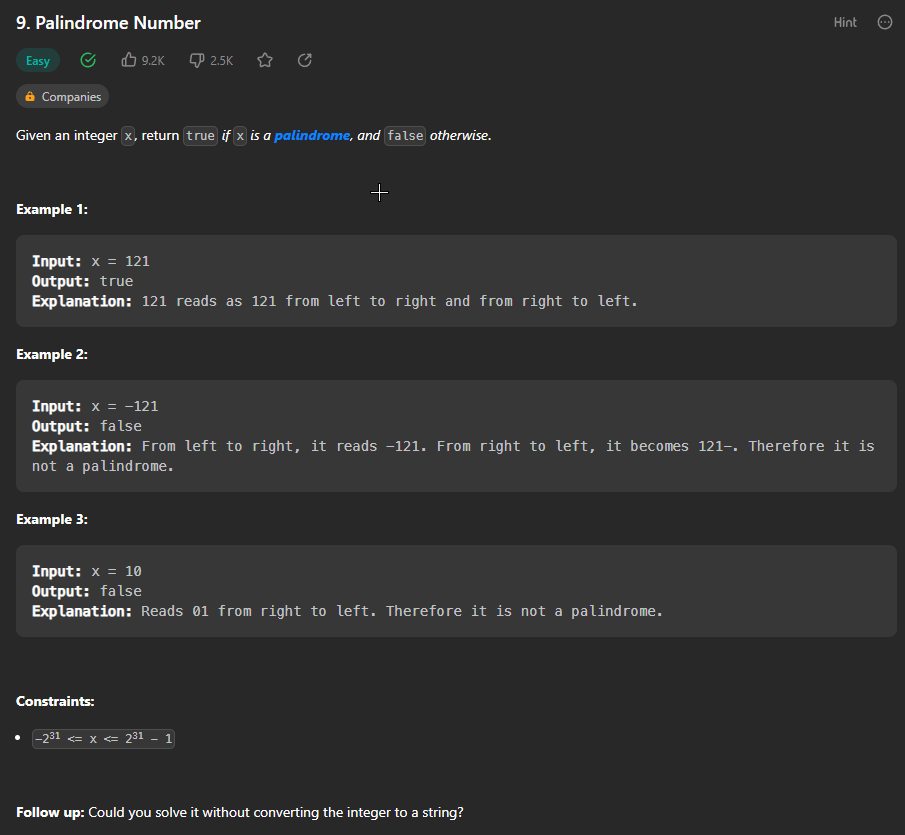 9. Palindrome Number
Hint
Easy
9.2K
2.5K
Companies
Given an integer x, return true if x is a palindrome, and false otherwise.
Example 1:
Input: x = 121
Output: true
Explanation: 121 reads as 121 from left to right and from right to left.
Example 2:
Input: x = −121
Output: false
Explanation: From left to right, it reads −121. From right to left, it becomes 121−. Therefore it is
not a palindrome.
Example 3:
Input: x = 10
Output: false
Explanation: Reads 01 from right to left. Therefore it is not a palindrome.
Constraints:
• −2³¹ <= x <= 2³¹ − 1
Follow up: Could you solve it without converting the integer to a string?